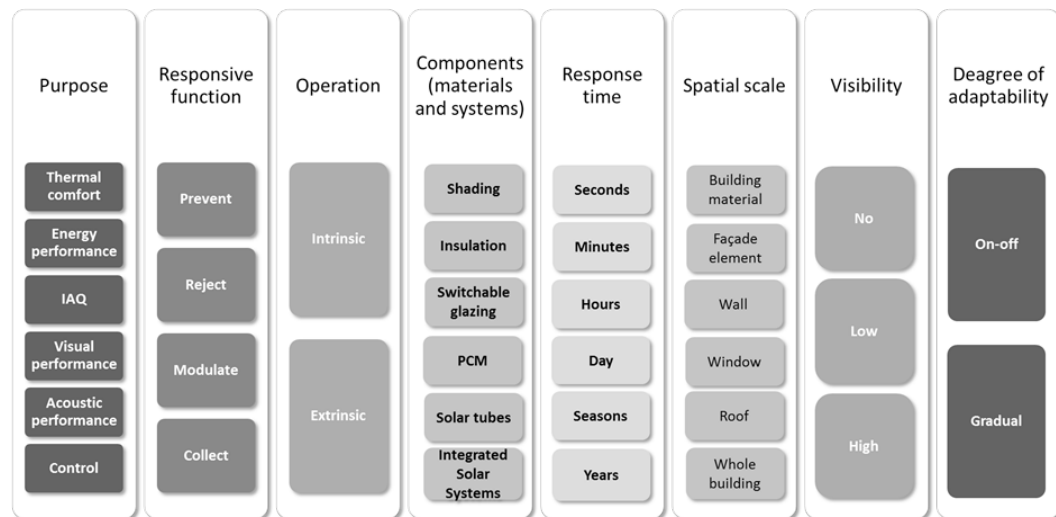 Purpose
Thermal
comfort
Energy
performance
IAQ
Visual
performance
Acoustic
performance
Control
Responsive
function
Prevent
Reject
Modulate
Collect
Operation
Intrinsic
Extrinsic
Components
(materials
and systems)
Shading
Insulation
Switchable
glazing
PCM
Solar tubes
Integrated
Solar
Systems
Response
time
Seconds
Minutes
Hours
Day
Seasons
Years
Spatial scale
Building
material
Façade
element
Wall
Window
Roof
Whole
building
Visibility
No
Low
High
Deagree of
adaptability
On-off
Gradual